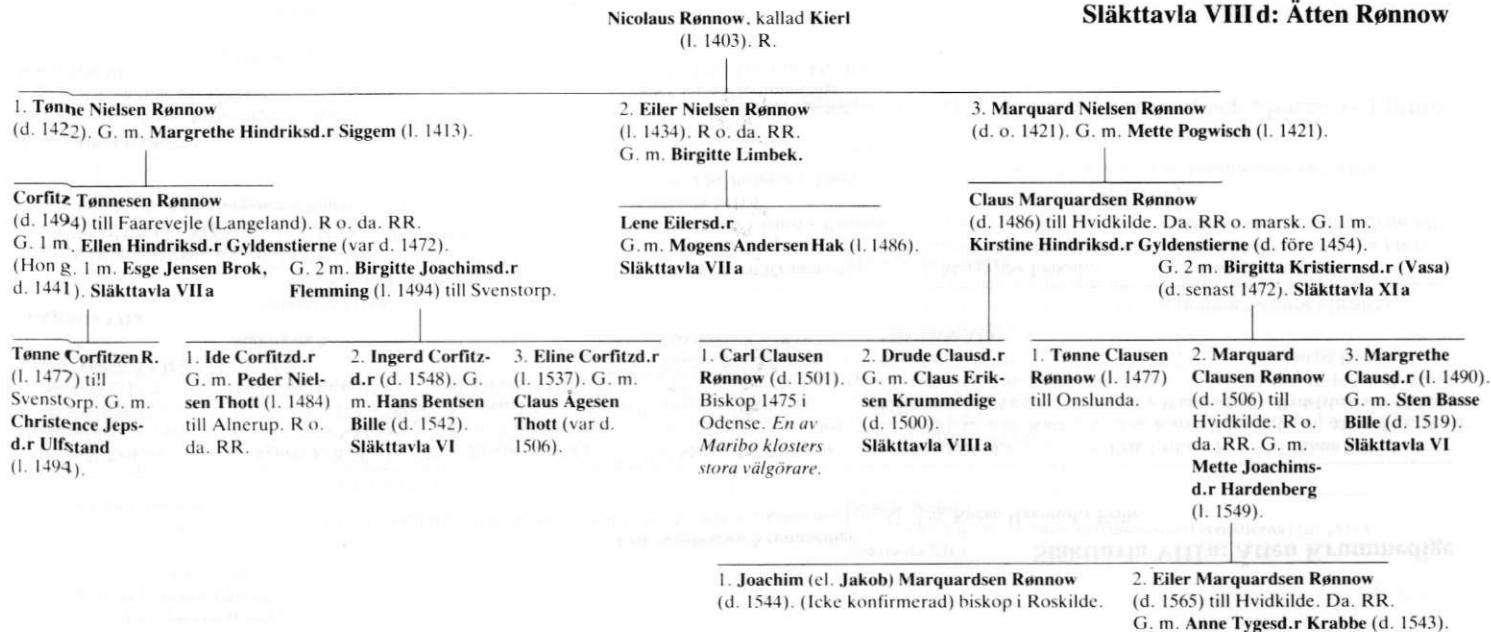 Släkttavla VIIId: Ätten Rønnow
Nicolaus Rønnow, kallad Kierl
(l. 1403). R.
1. Tønne Nielsen Rønnow
(d. 1422). G. m. Margrethe Hindriksd.r Siggem (l. 1413).
2. Eiler Nielsen Rønnow
(l. 1434). R o. da. RR.
G. m. Birgitte Limbek.
3. Marquard Nielsen Rønnow
(d. o. 1421). G. m. Mette Pogwisch (l. 1421).
Corfitz Tønnesen Rønnow
(d. 1494) till Faarevejle (Langeland). R o. da. RR.
G. 1 m. Ellen Hindriksd.r Gyldenstierne (var d. 1472).
(Hon g. 1 m. Esge Jensen Brok,
d. 1441). Släkttavla VIIa
G. 2 m. Birgitte Joachimsd.r
Flemming (l. 1494) till Svenstorp.
Lene Eilersd.r.
G. m. Mogens Andersen Hak (l. 1486).
Släkttavla VIIa
Claus Marquardsen Rønnow
(d. 1486) till Hvidkilde. Da. RR o. marsk. G. 1 m.
Kirstine Hindriksd.r Gyldenstierne (d. före 1454).
G. 2 m. Birgitta Kristiernsd.r (Vasa)
(d. senast 1472). Släkttavla XIa
Tønne Corfitzen R.
(l. 1477) till
Svenstorp. G. m.
Christence Jeps-
d.r Ulfstand
(l. 1494).
1. Ide Corfitzd.r
G. m. Peder Niel-
sen Thott (l. 1484)
till Alnerup. R o.
da. RR.
2. Ingerd Corfitz-
d.r (d. 1548). G.
m. Hans Bentsen
Bille (d. 1542).
Släkttavla VI
3. Eline Corfitzd.r
(l. 1537). G. m.
Claus Ågesen
Thott (var d.
1506).
1. Carl Clausen
Rønnow (d. 1501).
Biskop 1475 i
Odense. En av
Maribo klosters
stora välgörare.
2. Drude Clausd.r
G. m. Claus Erik-
sen Krummedige
(d. 1500).
Släkttavla VIIIa
1. Tønne Clausen
Rønnow (l. 1477)
till Onslunda.
2. Marquard
Clausen Rønnow
(d. 1506) till
Hvidkilde. R o.
da. RR. G. m.
Mette Joachims-
d.r Hardenberg
(l. 1549).
3. Margrethe
Clausd.r (l. 1490).
G. m. Sten Basse
Bille (d. 1519).
Släkttavla VI
1. Joachim (el. Jakob) Marquardsen Rønnow
(d. 1544). (Icke konfirmerad) biskop i Roskilde.
2. Eiler Marquardsen Rønnow
(d. 1565) till Hvidkilde. Da. RR.
G. m. Anne Tygesd.r Krabbe (d. 1543).